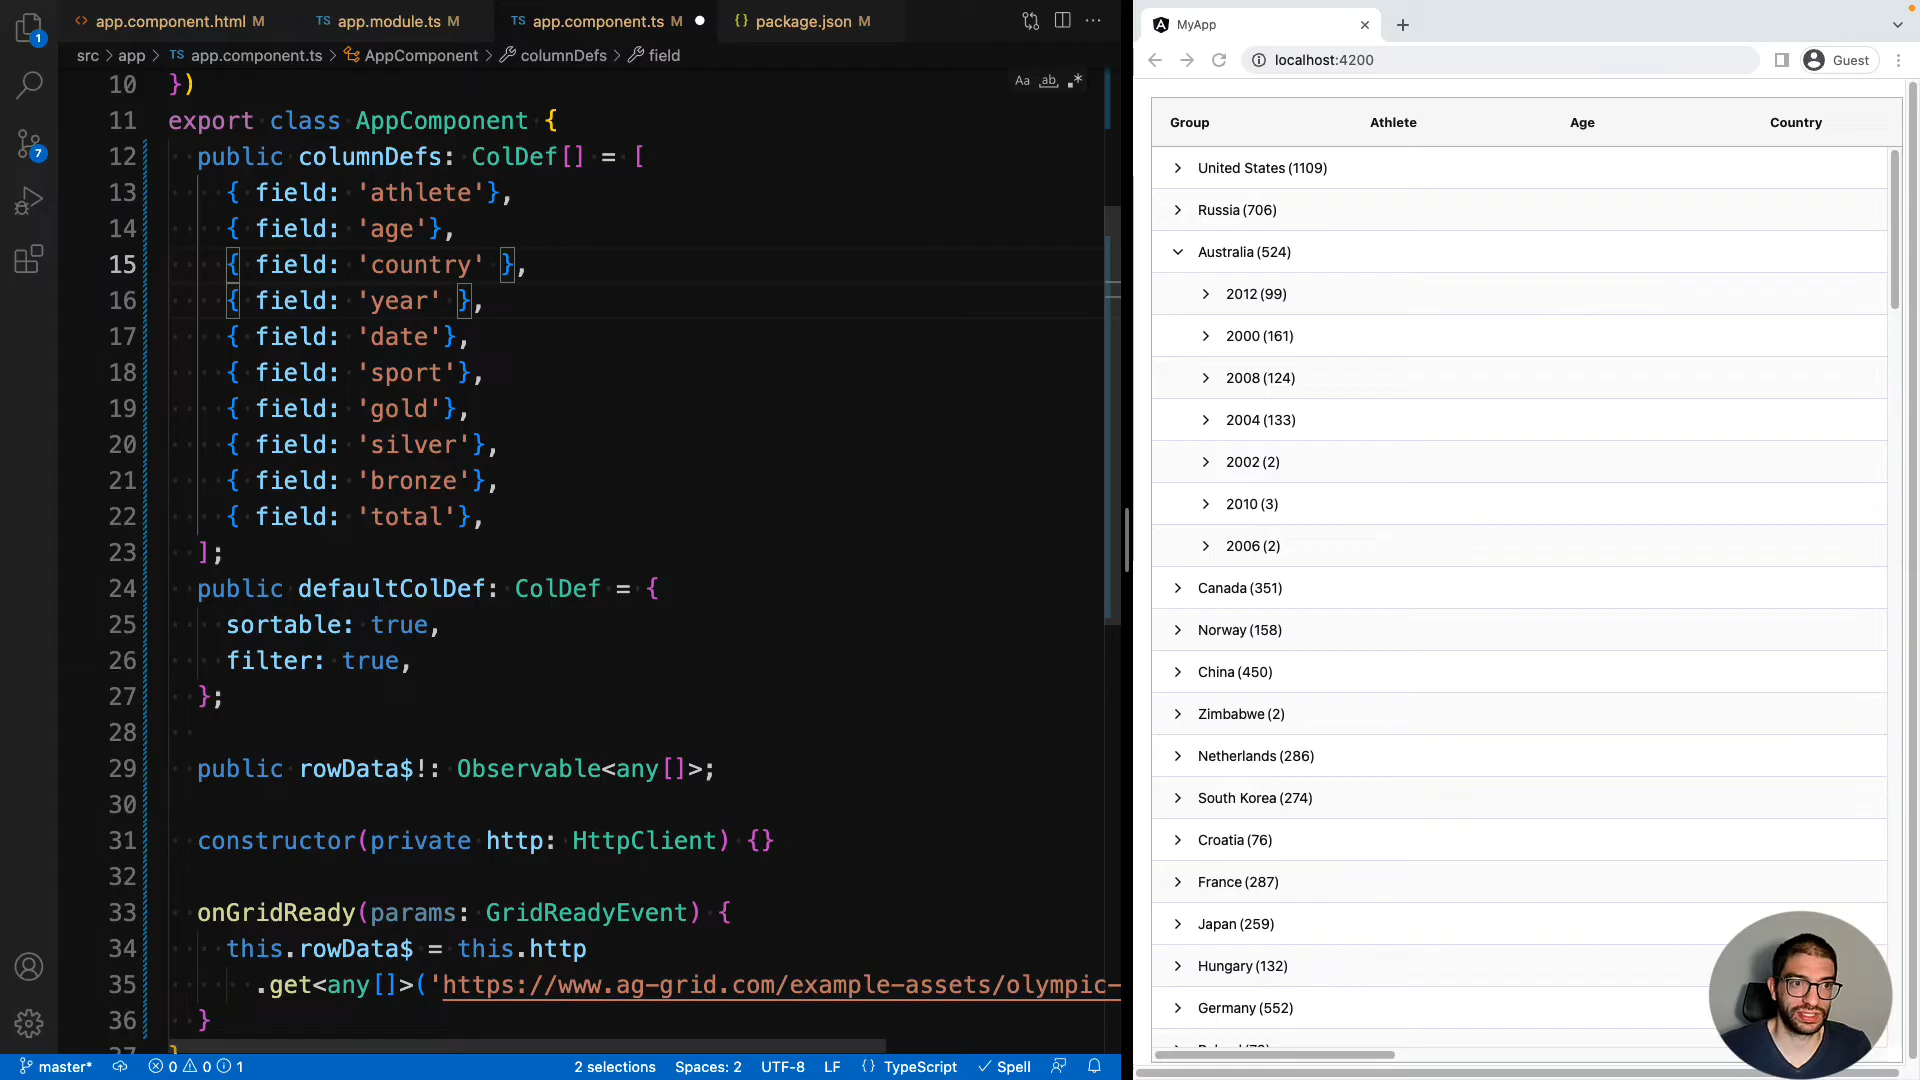 app.component.html M
TS app.module.ts M
TS app.component.ts M
{} package.json M
src > app > TS app.component.ts > AppComponent > columnDefs > field
Aa ab
10 })
11 export class AppComponent {
12 public columnDefs: ColDef[] = [
13 { field: 'athlete'},
14 { field: 'age'},
15 { field: 'country' },
16 { field: 'year' },
17 { field: 'date'},
18 { field: 'sport'},
19 { field: 'gold'},
20 { field: 'silver'},
21 { field: 'bronze'},
22 { field: 'total'},
23 ];
24 public defaultColDef: ColDef = {
25 sortable: true,
26 filter: true,
27 };
28
29 public rowData$!: Observable<any[]>;
30
31 constructor(private http: HttpClient) {}
32
33 onGridReady(params: GridReadyEvent) {
34 this.rowData$ = this.http
35 .get<any[]>('https://www.ag-grid.com/example-assets/olympic-
36 }
1
7
master* 0 0 1 2 selections Spaces: 2 UTF-8 LF {} TypeScript Spell
MyApp
localhost:4200
Guest
Group Athlete Age Country
United States (1109)
Russia (706)
Australia (524)
2012 (99)
2000 (161)
2008 (124)
2004 (133)
2002 (2)
2010 (3)
2006 (2)
Canada (351)
Norway (158)
China (450)
Zimbabwe (2)
Netherlands (286)
South Korea (274)
Croatia (76)
France (287)
Japan (259)
Hungary (132)
Germany (552)